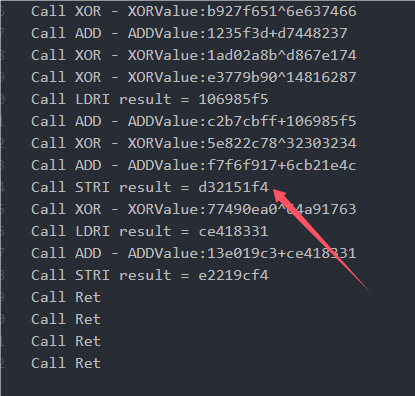 Call XOR - XORValue:b927f651^6e637466
Call ADD - ADDValue:1235f3d+d7448237
Call XOR - XORValue:1ad02a8b^d867e174
Call XOR - XORValue:e3779b90^14816287
Call LDRI result = 106985f5
Call ADD - ADDValue:c2b7cbff+106985f5
Call XOR - XORValue:5e822c78^32303234
Call ADD - ADDValue:f7f6f917+6cb21e4c
Call STRI result = d32151f4
Call XOR - XORValue:77490ea0^64a91763
Call LDRI result = ce418331
Call ADD - ADDValue:13e019c3+ce418331
Call STRI result = e2219cf4
Call Ret
Call Ret
Call Ret
Call Ret